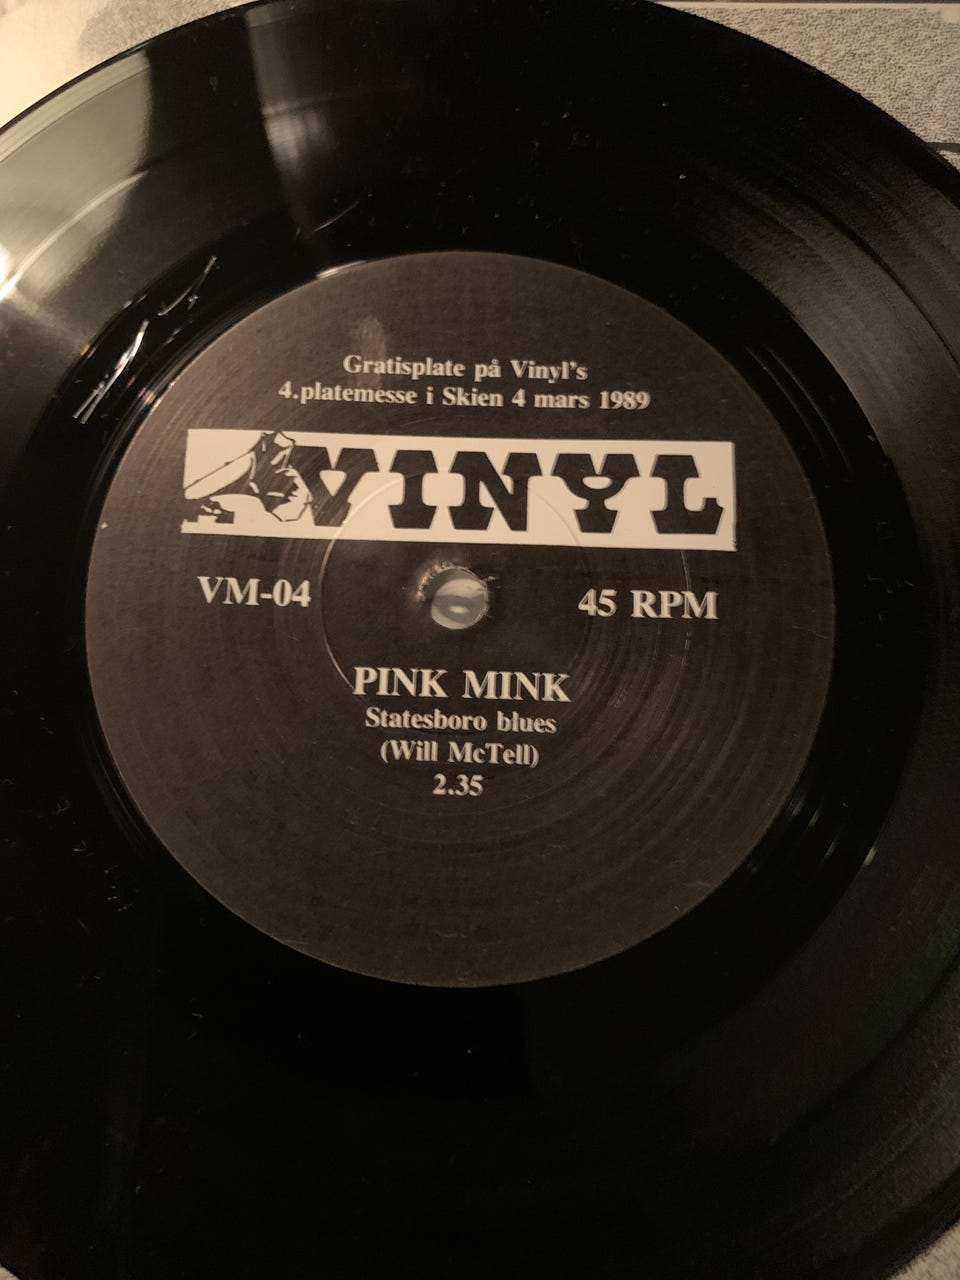 Gratisplate på Vinyl's
4.platemesse i Skien 4 mars 1989
VINYL
VM-04 45 RPM
PINK MINK
Statesboro blues
(Will McTell)
2.35